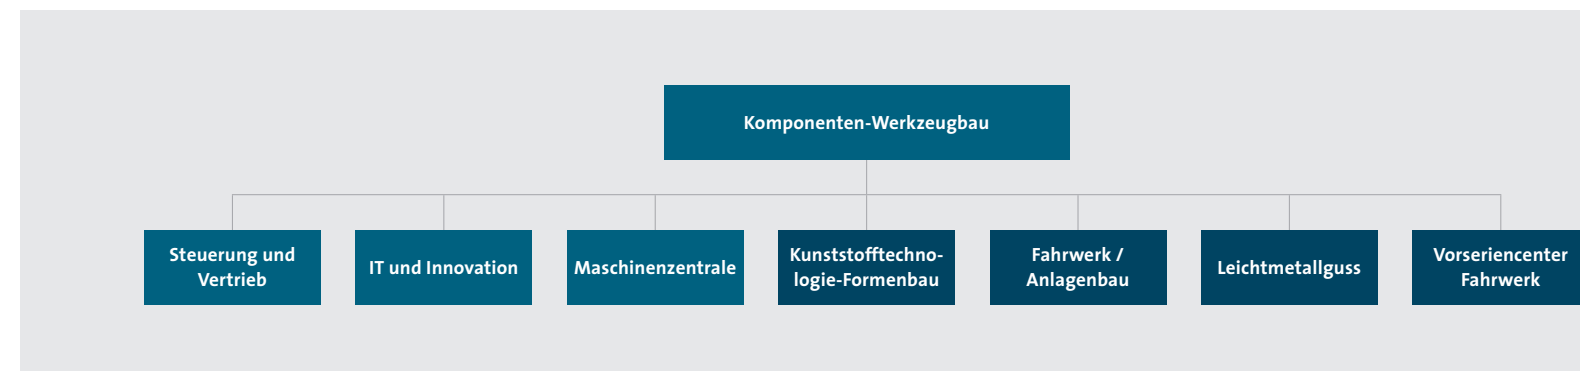 Komponenten-Werkzeugbau
Steuerung und
Vertrieb
IT und Innovation
Maschinenzentrale
Kunststofftechno-
logie-Formenbau
Fahrwerk /
Anlagenbau
Leichtmetallguss
Vorseriencenter
Fahrwerk